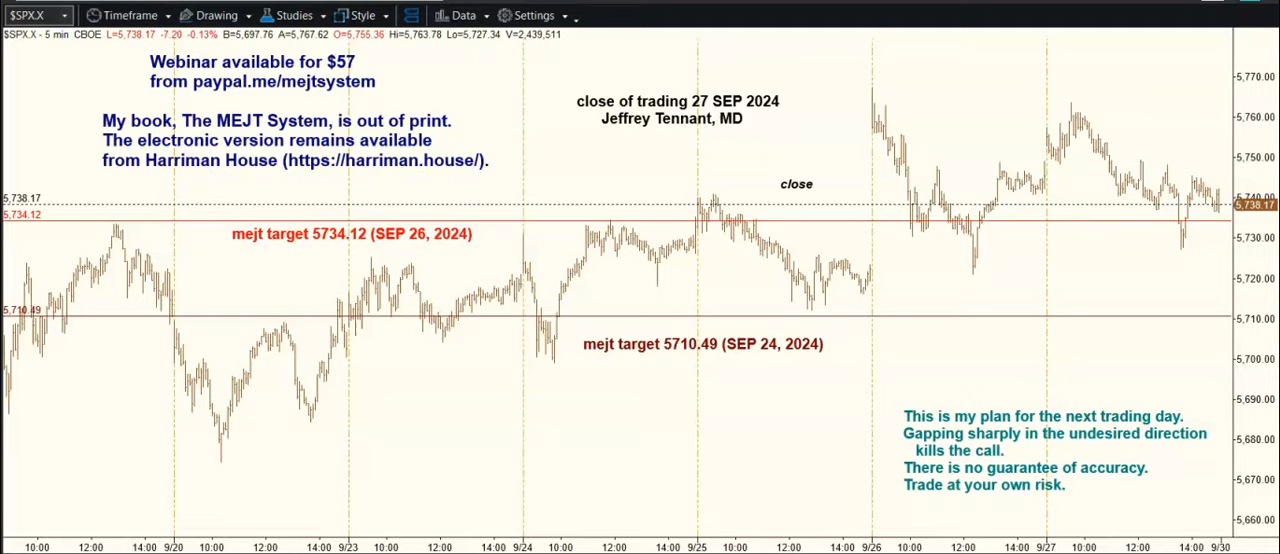 $SPX.X Timeframe Drawing Studies Style Data Settings
$SPX.X - 5 min CBOE L=5,738.17 -7.20 -0.13% B=5,697.76 A=5,767.62 O=5,755.36 Hi=5,763.78 Lo=5,727.34 V=2,439,511
Webinar available for $57
from paypal.me/mejtsystem
My book, The MEJT System, is out of print.
The electronic version remains available
from Harriman House (https://harriman.house/).
close of trading 27 SEP 2024
Jeffrey Tennant, MD
close
5,738.17
5,734.12
mejt target 5734.12 (SEP 26, 2024)
5,710.49
mejt target 5710.49 (SEP 24, 2024)
This is my plan for the next trading day.
Gapping sharply in the undesired direction
kills the call.
There is no guarantee of accuracy.
Trade at your own risk.
5,770.00
5,760.00
5,750.00
5,740.00
5,738.17
5,730.00
5,720.00
5,710.00
5,700.00
5,690.00
5,680.00
5,670.00
5,660.00
10:00 12:00 14:00 9/20 10:00 12:00 14:00 9/23 10:00 12:00 14:00 9/24 10:00 12:00 14:00 9/25 10:00 12:00 14:00 9/26 10:00 12:00 14:00 9/27 10:00 12:00 14:00 9/30